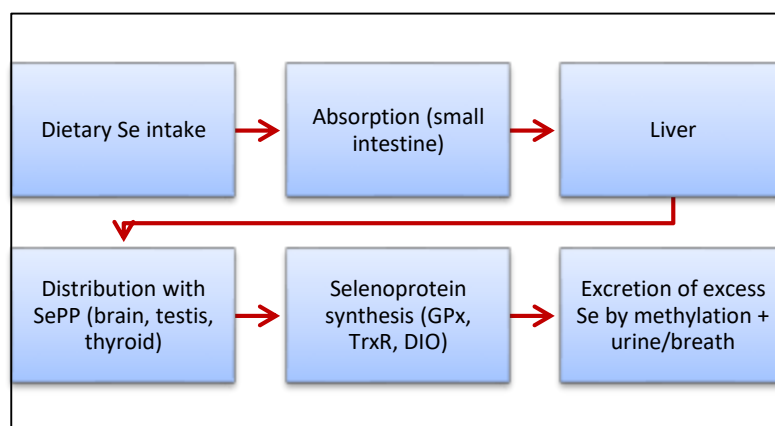 Dietary Se intake
Absorption (small
intestine)
Liver
Distribution with
SePP (brain, testis,
thyroid)
Selenoprotein
synthesis (GPx,
TrxR, DIO)
Excretion of excess
Se by methylation +
urine/breath